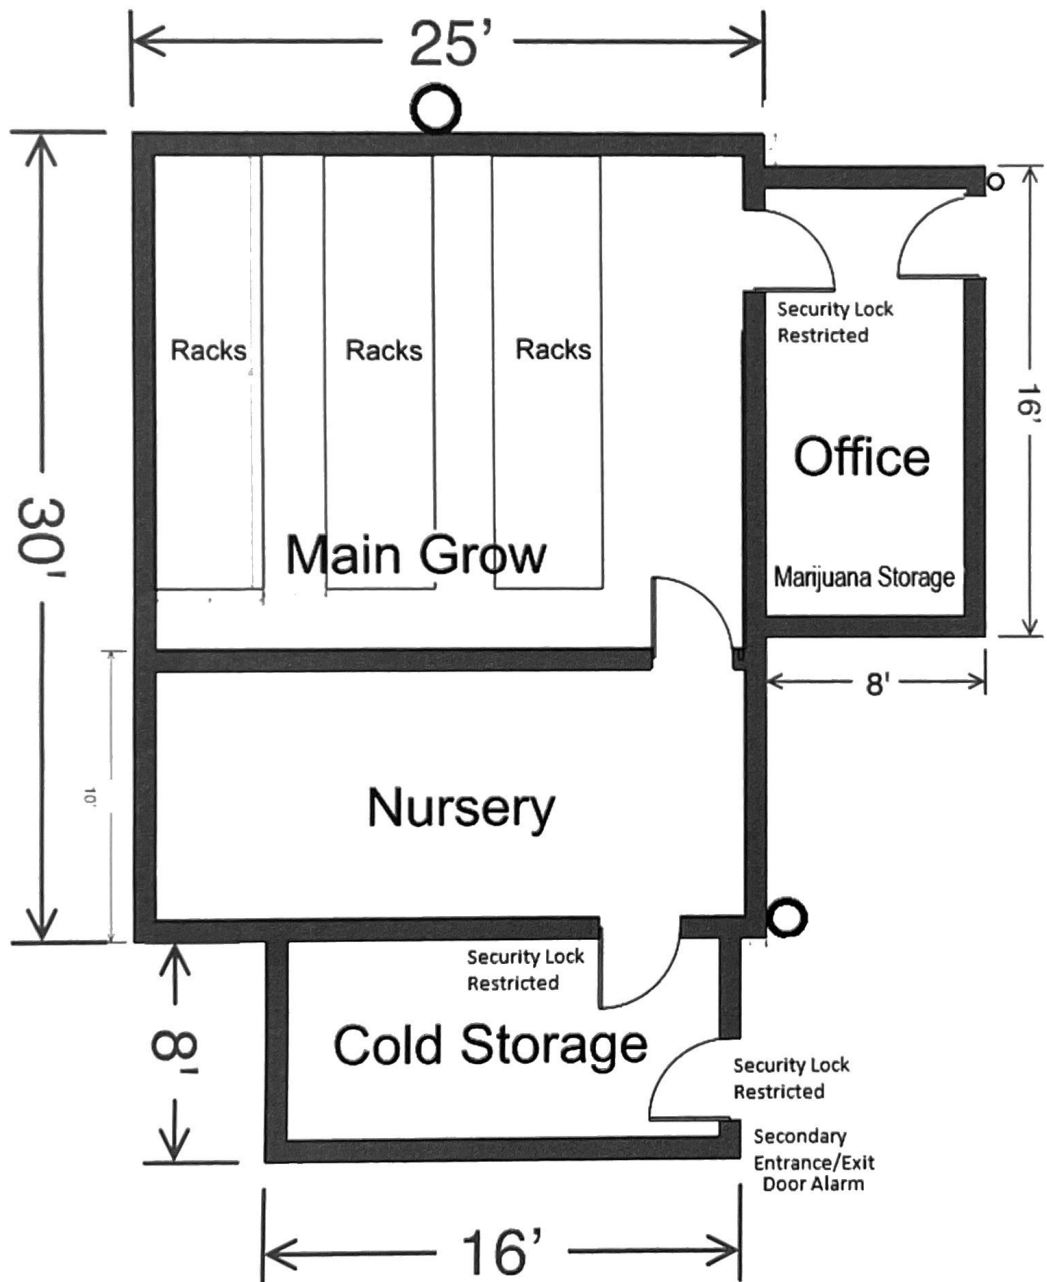 25'
Security Lock
Restricted
Racks
Racks
Racks
16'
Office
30'
Main Grow
Marijuana Storage
8'
10'
Nursery
Security Lock
Restricted
8'
Cold Storage
Security Lock
Restricted
Secondary
Entrance/Exit
Door Alarm
16'